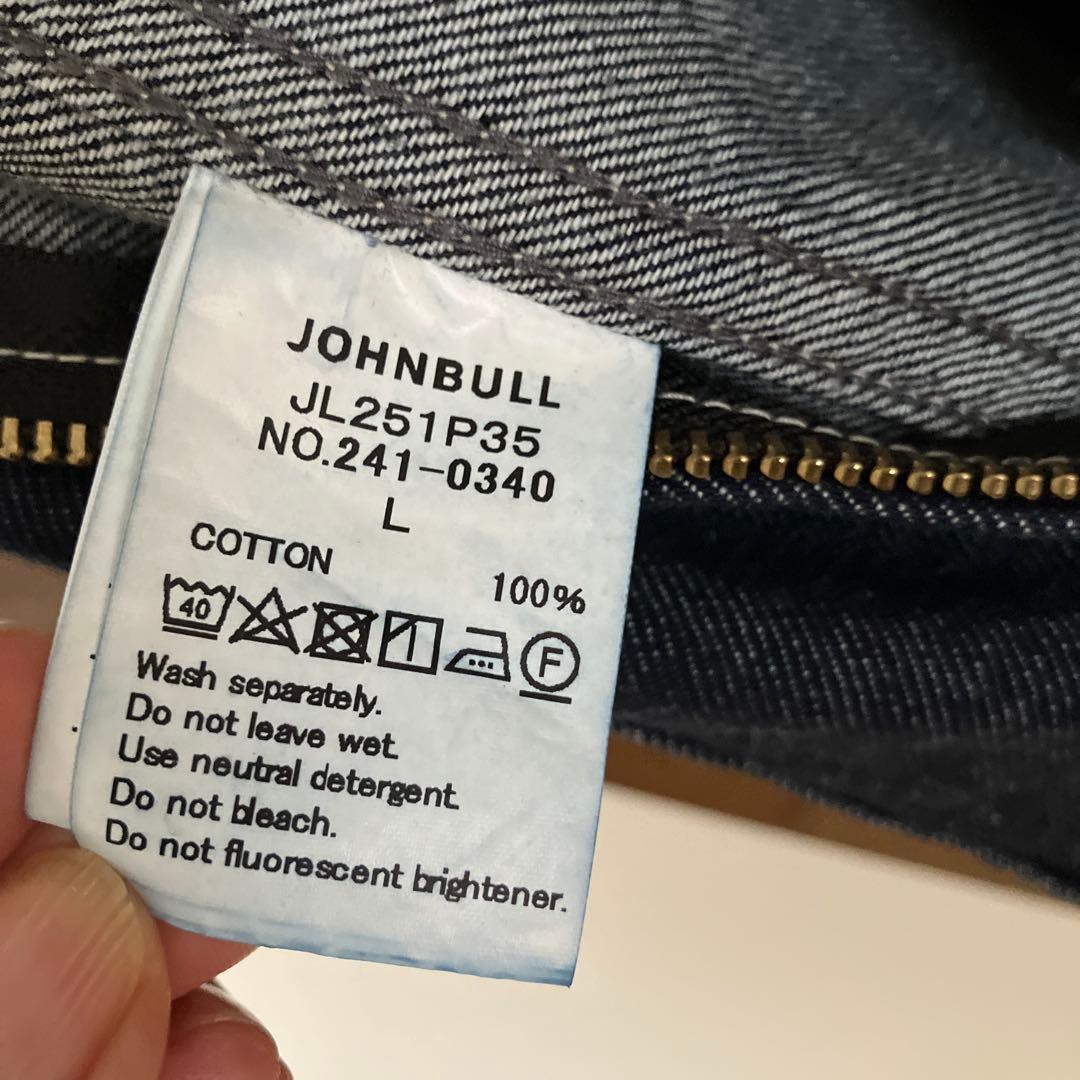 JOHNBULL
JL251P35
NO.241-0340
L
COTTON 100%
40 F
Wash separately.
Do not leave wet.
Use neutral detergent.
Do not bleach.
Do not fluorescent brightener.